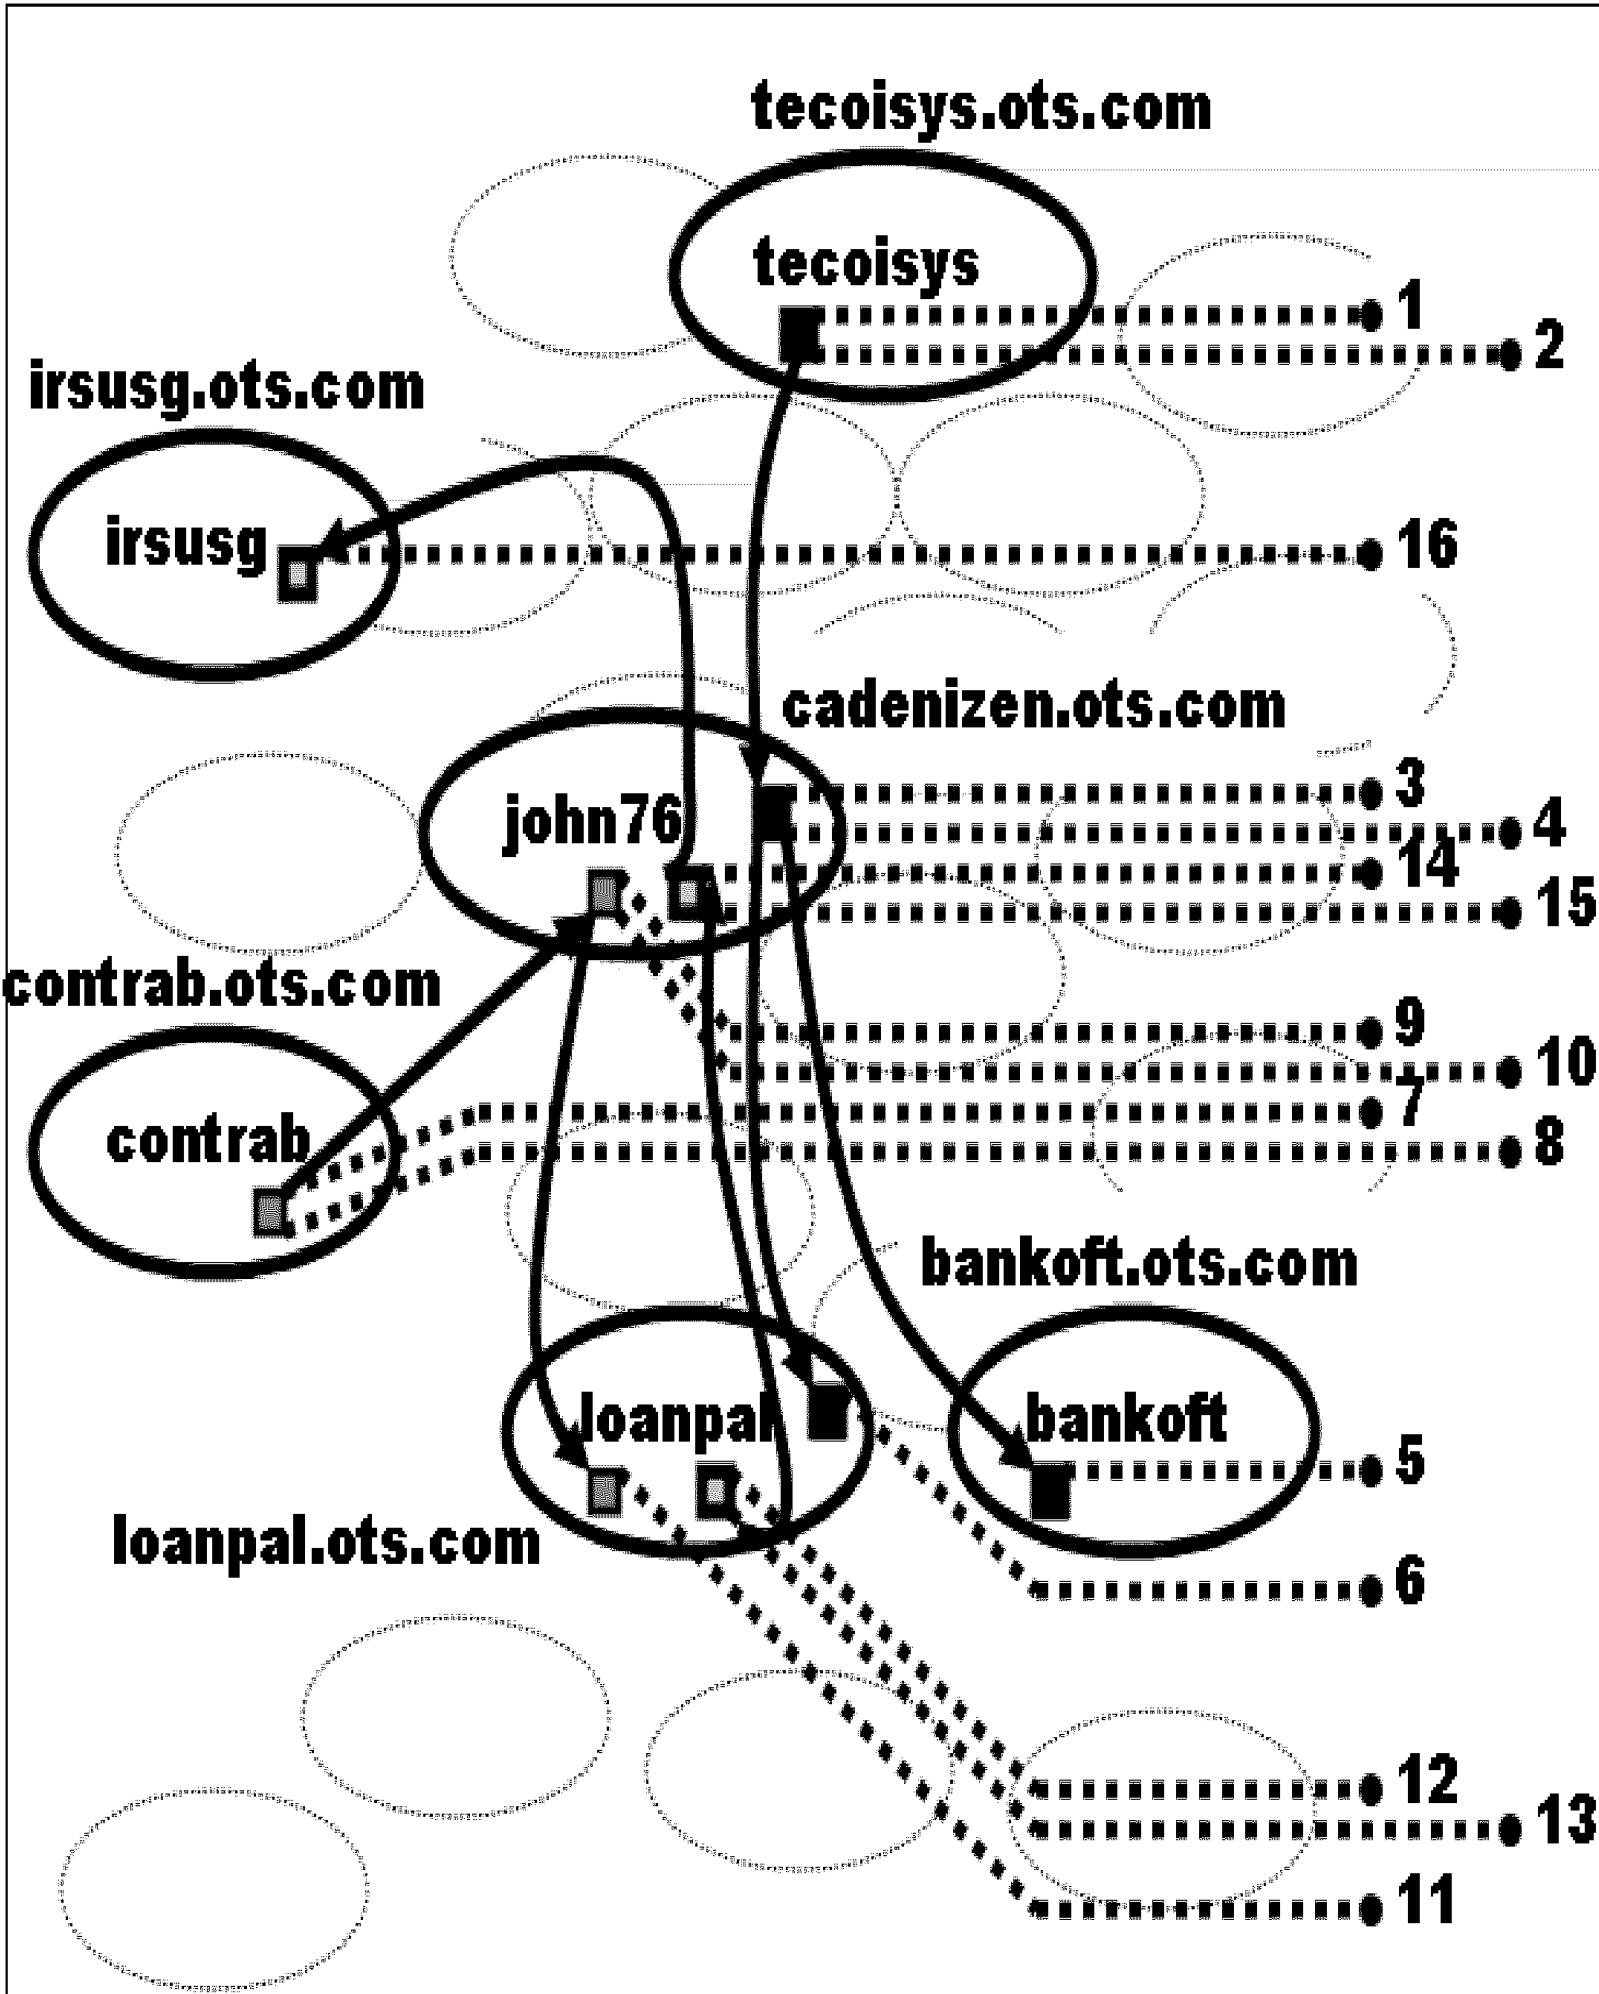 tecoisys.ots.com
tecoisys
1
2
irsusg.ots.com
irsusg
16
cadenizen.ots.com
john76
3
4
14
15
contrab.ots.com
9
10
7
contrab
8
bankoft.ots.com
loanpal
bankoft
5
loanpal.ots.com
6
12
13
11